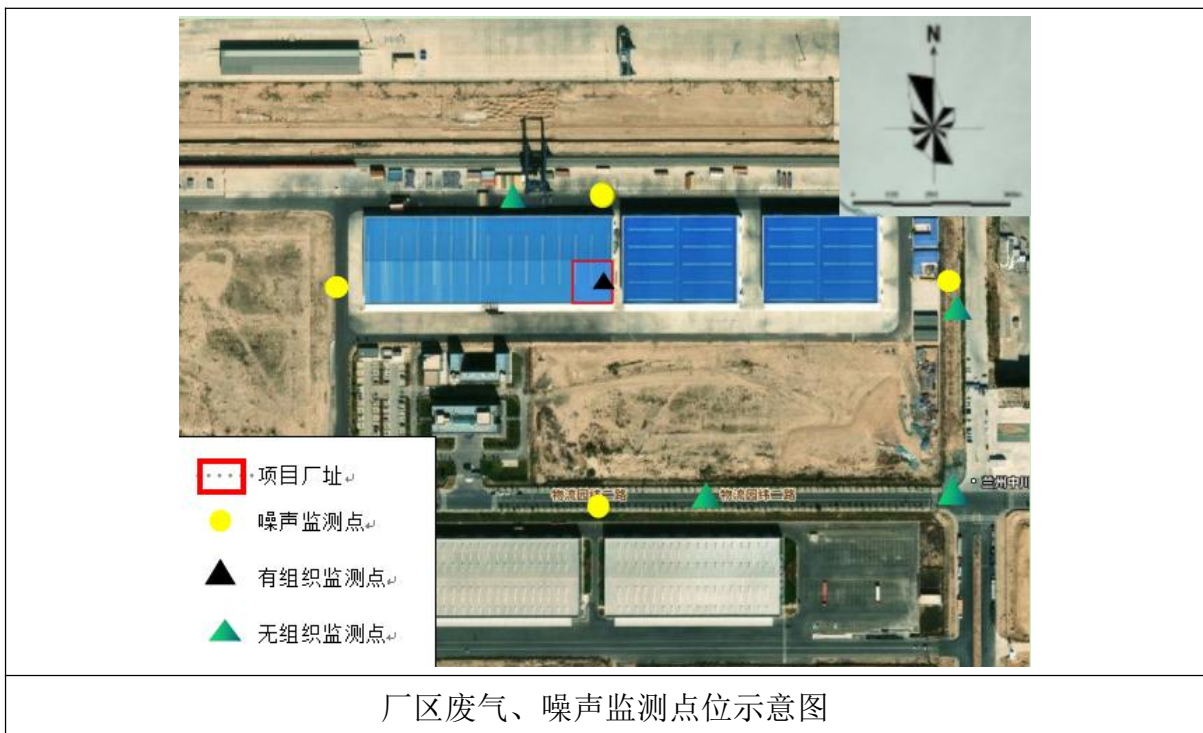 N
项目厂址
噪声监测点
有组织监测点
无组织监测点
物流园纬二路
物流园纬二路
兰州中川
厂区废气、噪声监测点位示意图